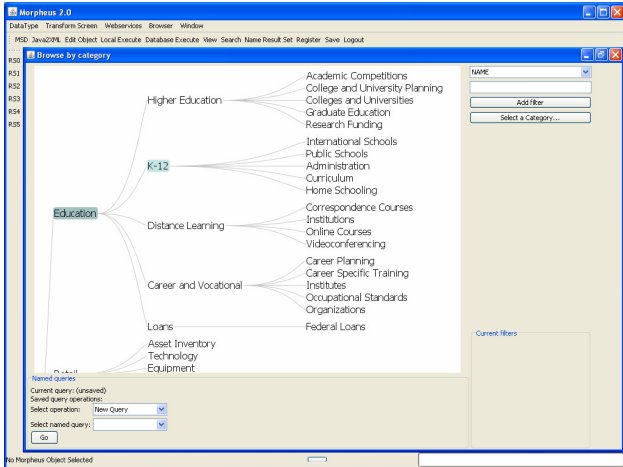 Morpheus 2.0
DataType Transform Screen Webservices Browser Window
MSD Java2XML Edit Object Local Execute Database Execute View Search Name Result Set Register Save Logout
RS0
RS1
RS2
RS3
RS4
RS5
Browse by category
Education
Higher Education
Academic Competitions
College and University Planning
Colleges and Universities
Graduate Education
Research Funding
K-12
International Schools
Public Schools
Administration
Curriculum
Home Schooling
Distance Learning
Correspondence Courses
Institutions
Online Courses
Videoconferencing
Career and Vocational
Career Planning
Career Specific Training
Institutes
Occupational Standards
Organizations
Loans
Federal Loans
Retail
Asset Inventory
Technology
Equipment
NAME
Add filter
Select a Category...
Current filters
Named queries
Current query: (unsaved)
Saved query operations:
Select operation: New Query
Select named query:
Go
No Morpheus Object Selected